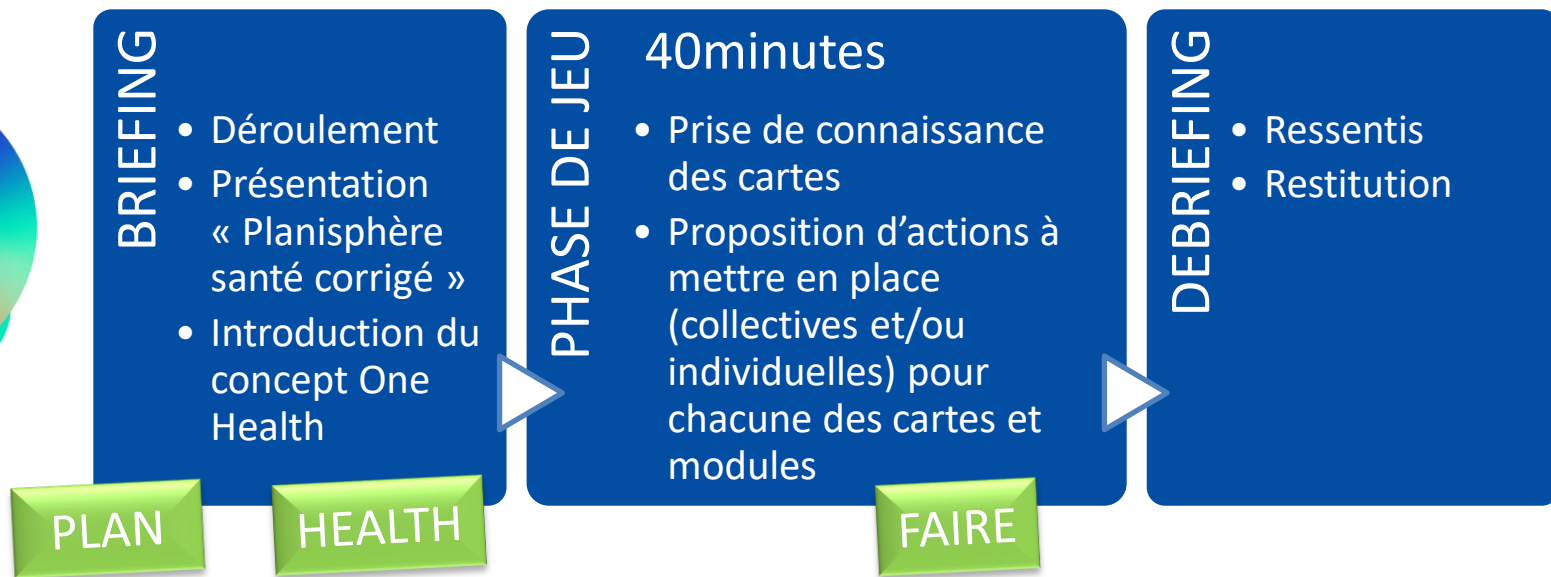 BRIEFING
• Déroulement
• Présentation
« Planisphère
santé corrigé »
• Introduction du
concept One
Health
PHASE DE JEU
40minutes
• Prise de connaissance
des cartes
• Proposition d’actions à
mettre en place
(collectives et/ou
individuelles) pour
chacune des cartes et
modules
DEBRIEFING
• Ressentis
• Restitution
PLAN
HEALTH
FAIRE